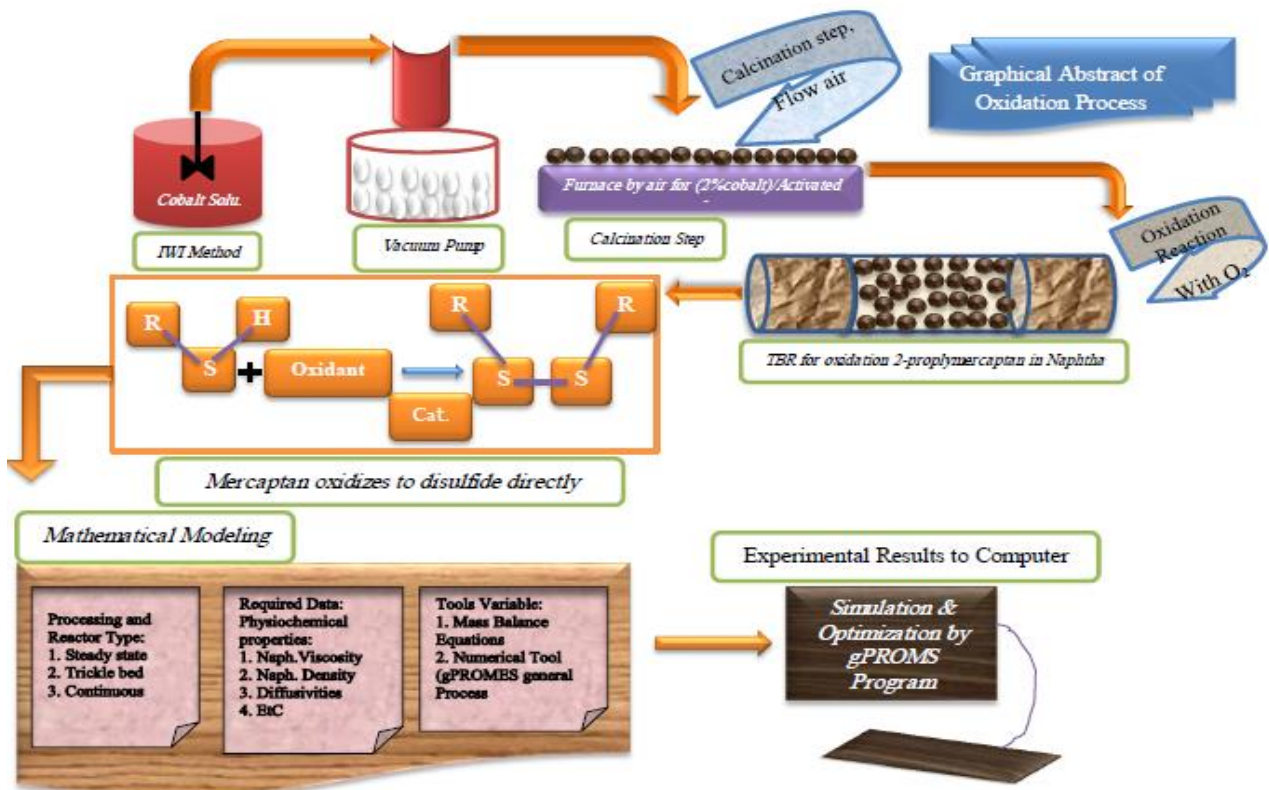 Calcination step,
Flow air
Graphical Abstract of
Oxidation Process
Cobalt Solu.
Furnace by air for (2%cobalt)/Activated
IWI Method
Vacuum Pump
Calcination Step
Oxidation
Reaction
With O₂
TBR for oxidation 2-proplymercaptan in Naphtha
R
H
S
+
Oxidant
Cat.
R
R
S
S
Mercaptan oxidizes to disulfide directly
Mathematical Modeling
Processing and
Reactor Type:
1. Steady state
2. Trickle bed
3. Continuous
Required Data:
Physiochemical
properties:
1. Naph.Viscosity
2. Naph. Density
3. Diffusivities
4. EtC
Tools Variable:
1. Mass Balance
Equations
2. Numerical Tool
(gPROMES general
Process
Experimental Results to Computer
Simulation &
Optimization by
gPROMS
Program